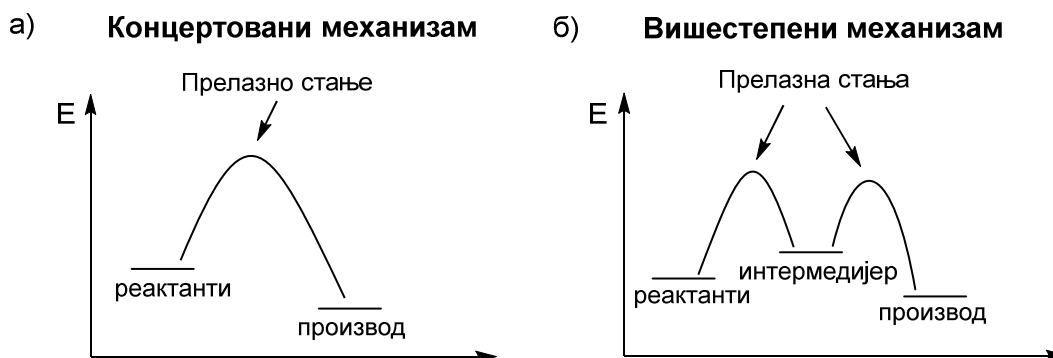 а) Концертовани механизам
Прелазно стање
E
реактанти
производ
б) Вишестепени механизам
Прелазна стања
E
интермедијер
реактанти
производ